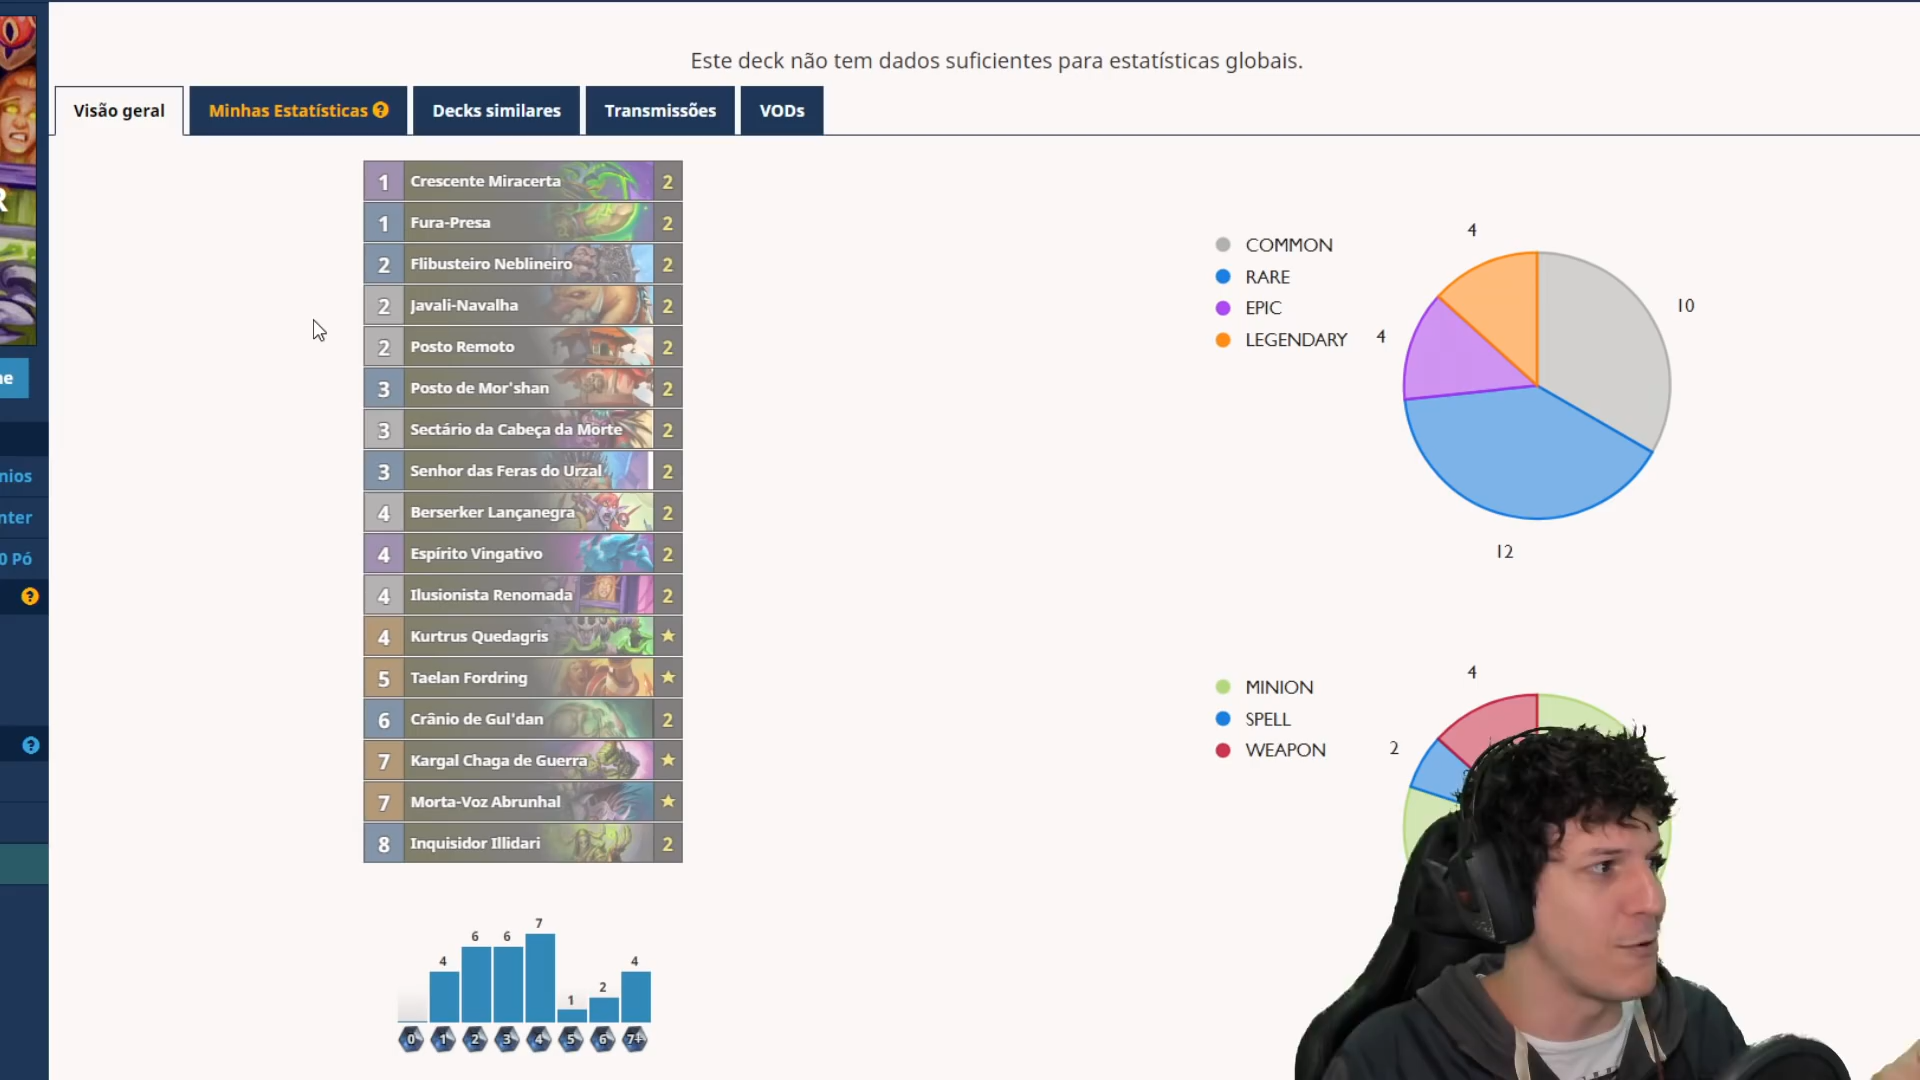 Este deck não tem dados suficientes para estatísticas globais.
Visão geral
Minhas Estatísticas ?
Decks similares
Transmissões
VODs
1 Crescente Miracerta 2
1 Fura-Presa 2
2 Flibusteiro Neblineiro 2
2 Javali-Navalha 2
2 Posto Remoto 2
3 Posto de Mor'shan 2
3 Sectário da Cabeça da Morte 2
3 Senhor das Feras do Urzal 2
4 Berserker Lançanegra 2
4 Espírito Vingativo 2
4 Ilusionista Renomada 2
4 Kurtrus Quedagris
5 Taelan Fordring
6 Crânio de Gul'dan 2
7 Kargal Chaga de Guerra
7 Morta-Voz Abrunhal
8 Inquisidor Illidari 2
4 6 6 7 1 2 4
0 1 2 3 4 5 6 7+
COMMON
RARE
EPIC
LEGENDARY
4
10
4
12
MINION
SPELL
WEAPON
4
2
R
ne
nios
nter
0 Pó
?
?